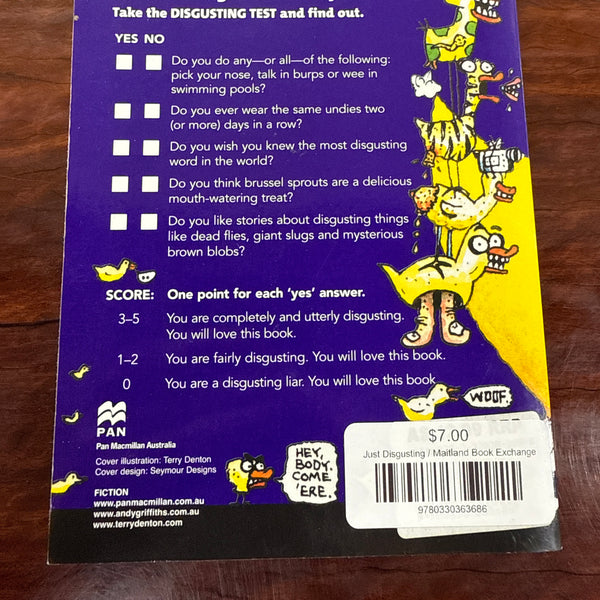 Take the DISGUSTING TEST and find out.
YES NO
Do you do any—or all—of the following:
pick your nose, talk in burps or wee in
swimming pools?
Do you ever wear the same undies two
(or more) days in a row?
Do you wish you knew the most disgusting
word in the world?
Do you think brussel sprouts are a delicious
mouth-watering treat?
Do you like stories about disgusting things
like dead flies, giant slugs and mysterious
brown blobs?
SCORE: One point for each 'yes' answer.
3–5 You are completely and utterly disgusting.
You will love this book.
1–2 You are fairly disgusting. You will love this book.
0 You are a disgusting liar. You will love this book
WOOF.
PAN
Pan Macmillan Australia
Cover illustration: Terry Denton
Cover design: Seymour Designs
HEY,
BODY.
COME
'ERE.
FICTION
www.panmacmillan.com.au
www.andygriffiths.com.au
www.terrydenton.com
$7.00
Just Disgusting / Maitland Book Exchange
9780330363686